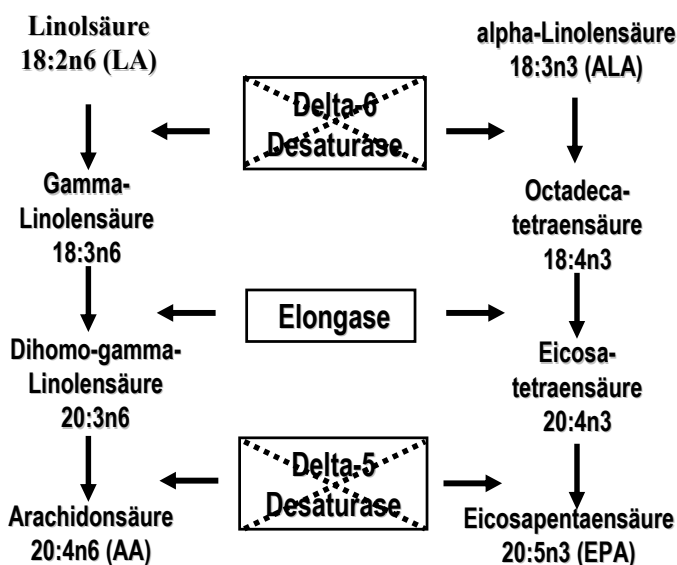 Linolsäure
18:2n6 (LA)
alpha-Linolensäure
18:3n3 (ALA)
Delta-6
Desaturase
Gamma-
Linolensäure
18:3n6
Octadeca-
tetraensäure
18:4n3
Elongase
Dihomo-gamma-
Linolensäure
20:3n6
Eicosa-
tetraensäure
20:4n3
Delta-5
Desaturase
Arachidonsäure
20:4n6 (AA)
Eicosapentaensäure
20:5n3 (EPA)